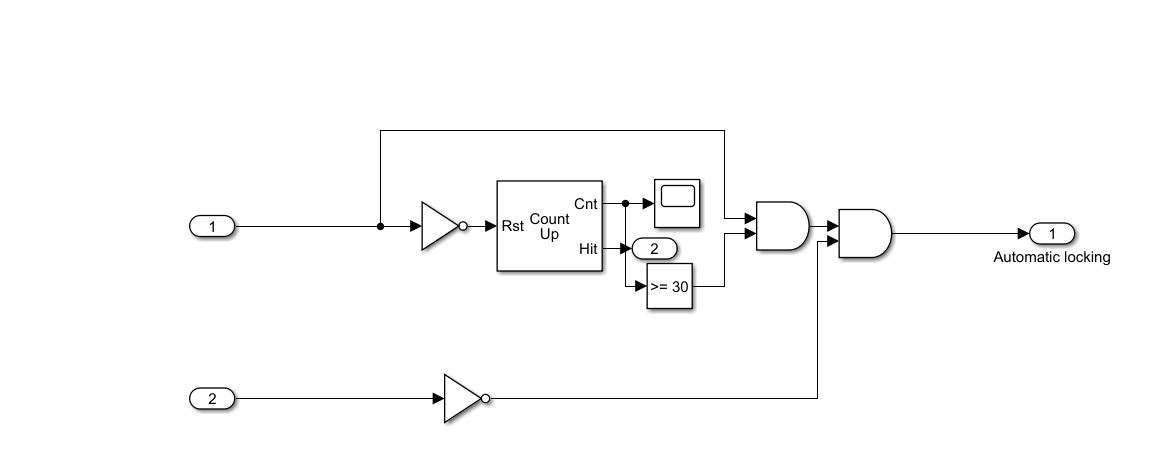 1
Rst
Count
Up
Cnt
Hit
2
>= 30
1
Automatic locking
2